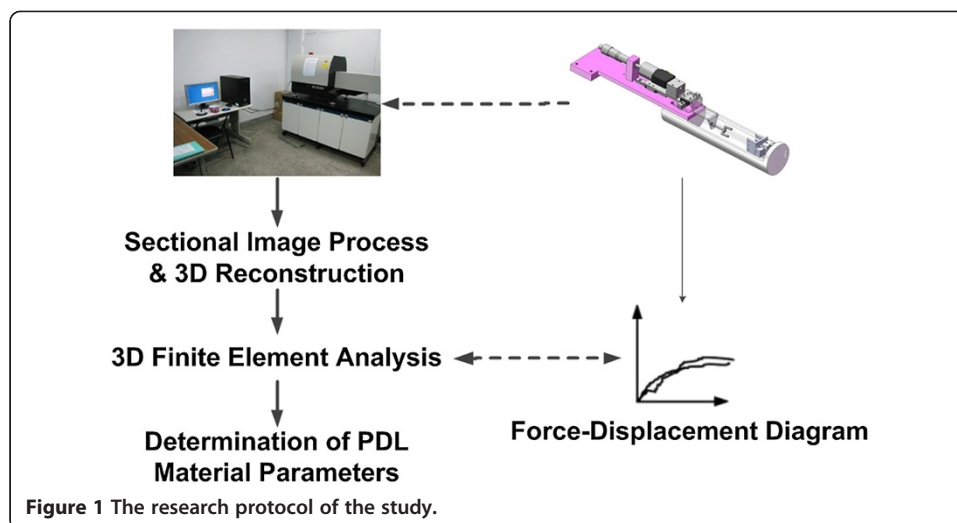 Sectional Image Process
& 3D Reconstruction
3D Finite Element Analysis
Determination of PDL
Material Parameters
Force-Displacement Diagram
Figure 1 The research protocol of the study.